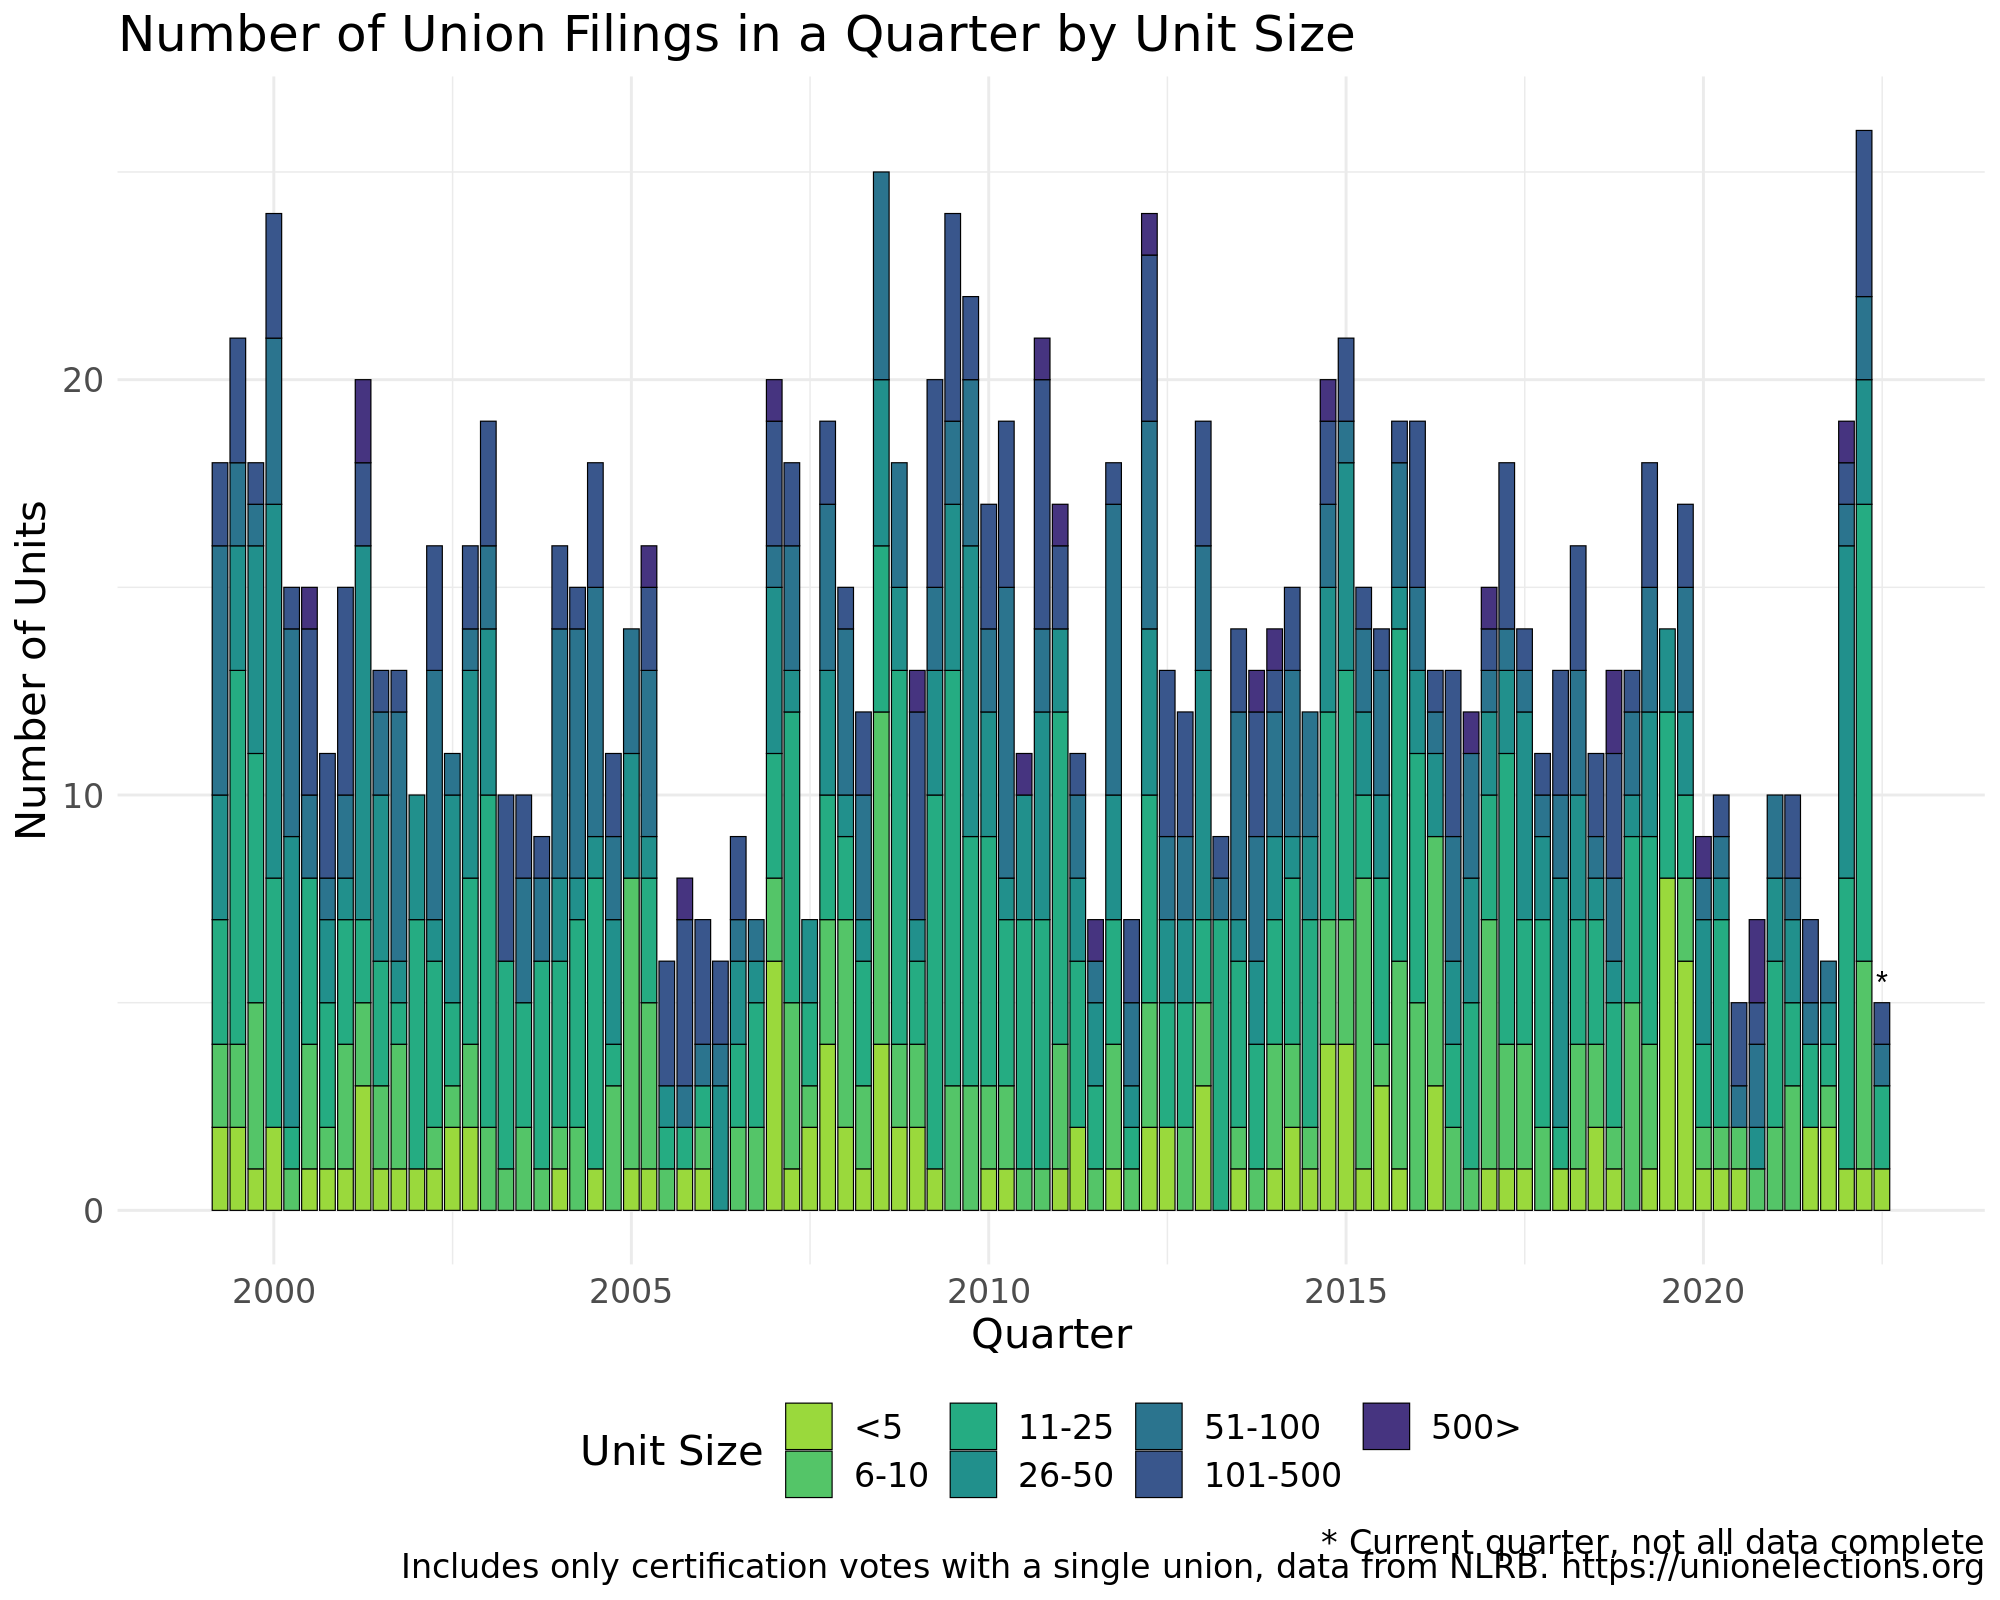 Number of Union Filings in a Quarter by Unit Size
Number of Units
20
10
0
*
2000 2005 2010 2015 2020
Quarter
Unit Size
<5 11-25 51-100 500>
6-10 26-50 101-500
* Current quarter, not all data complete
Includes only certification votes with a single union, data from NLRB. https://unionelections.org